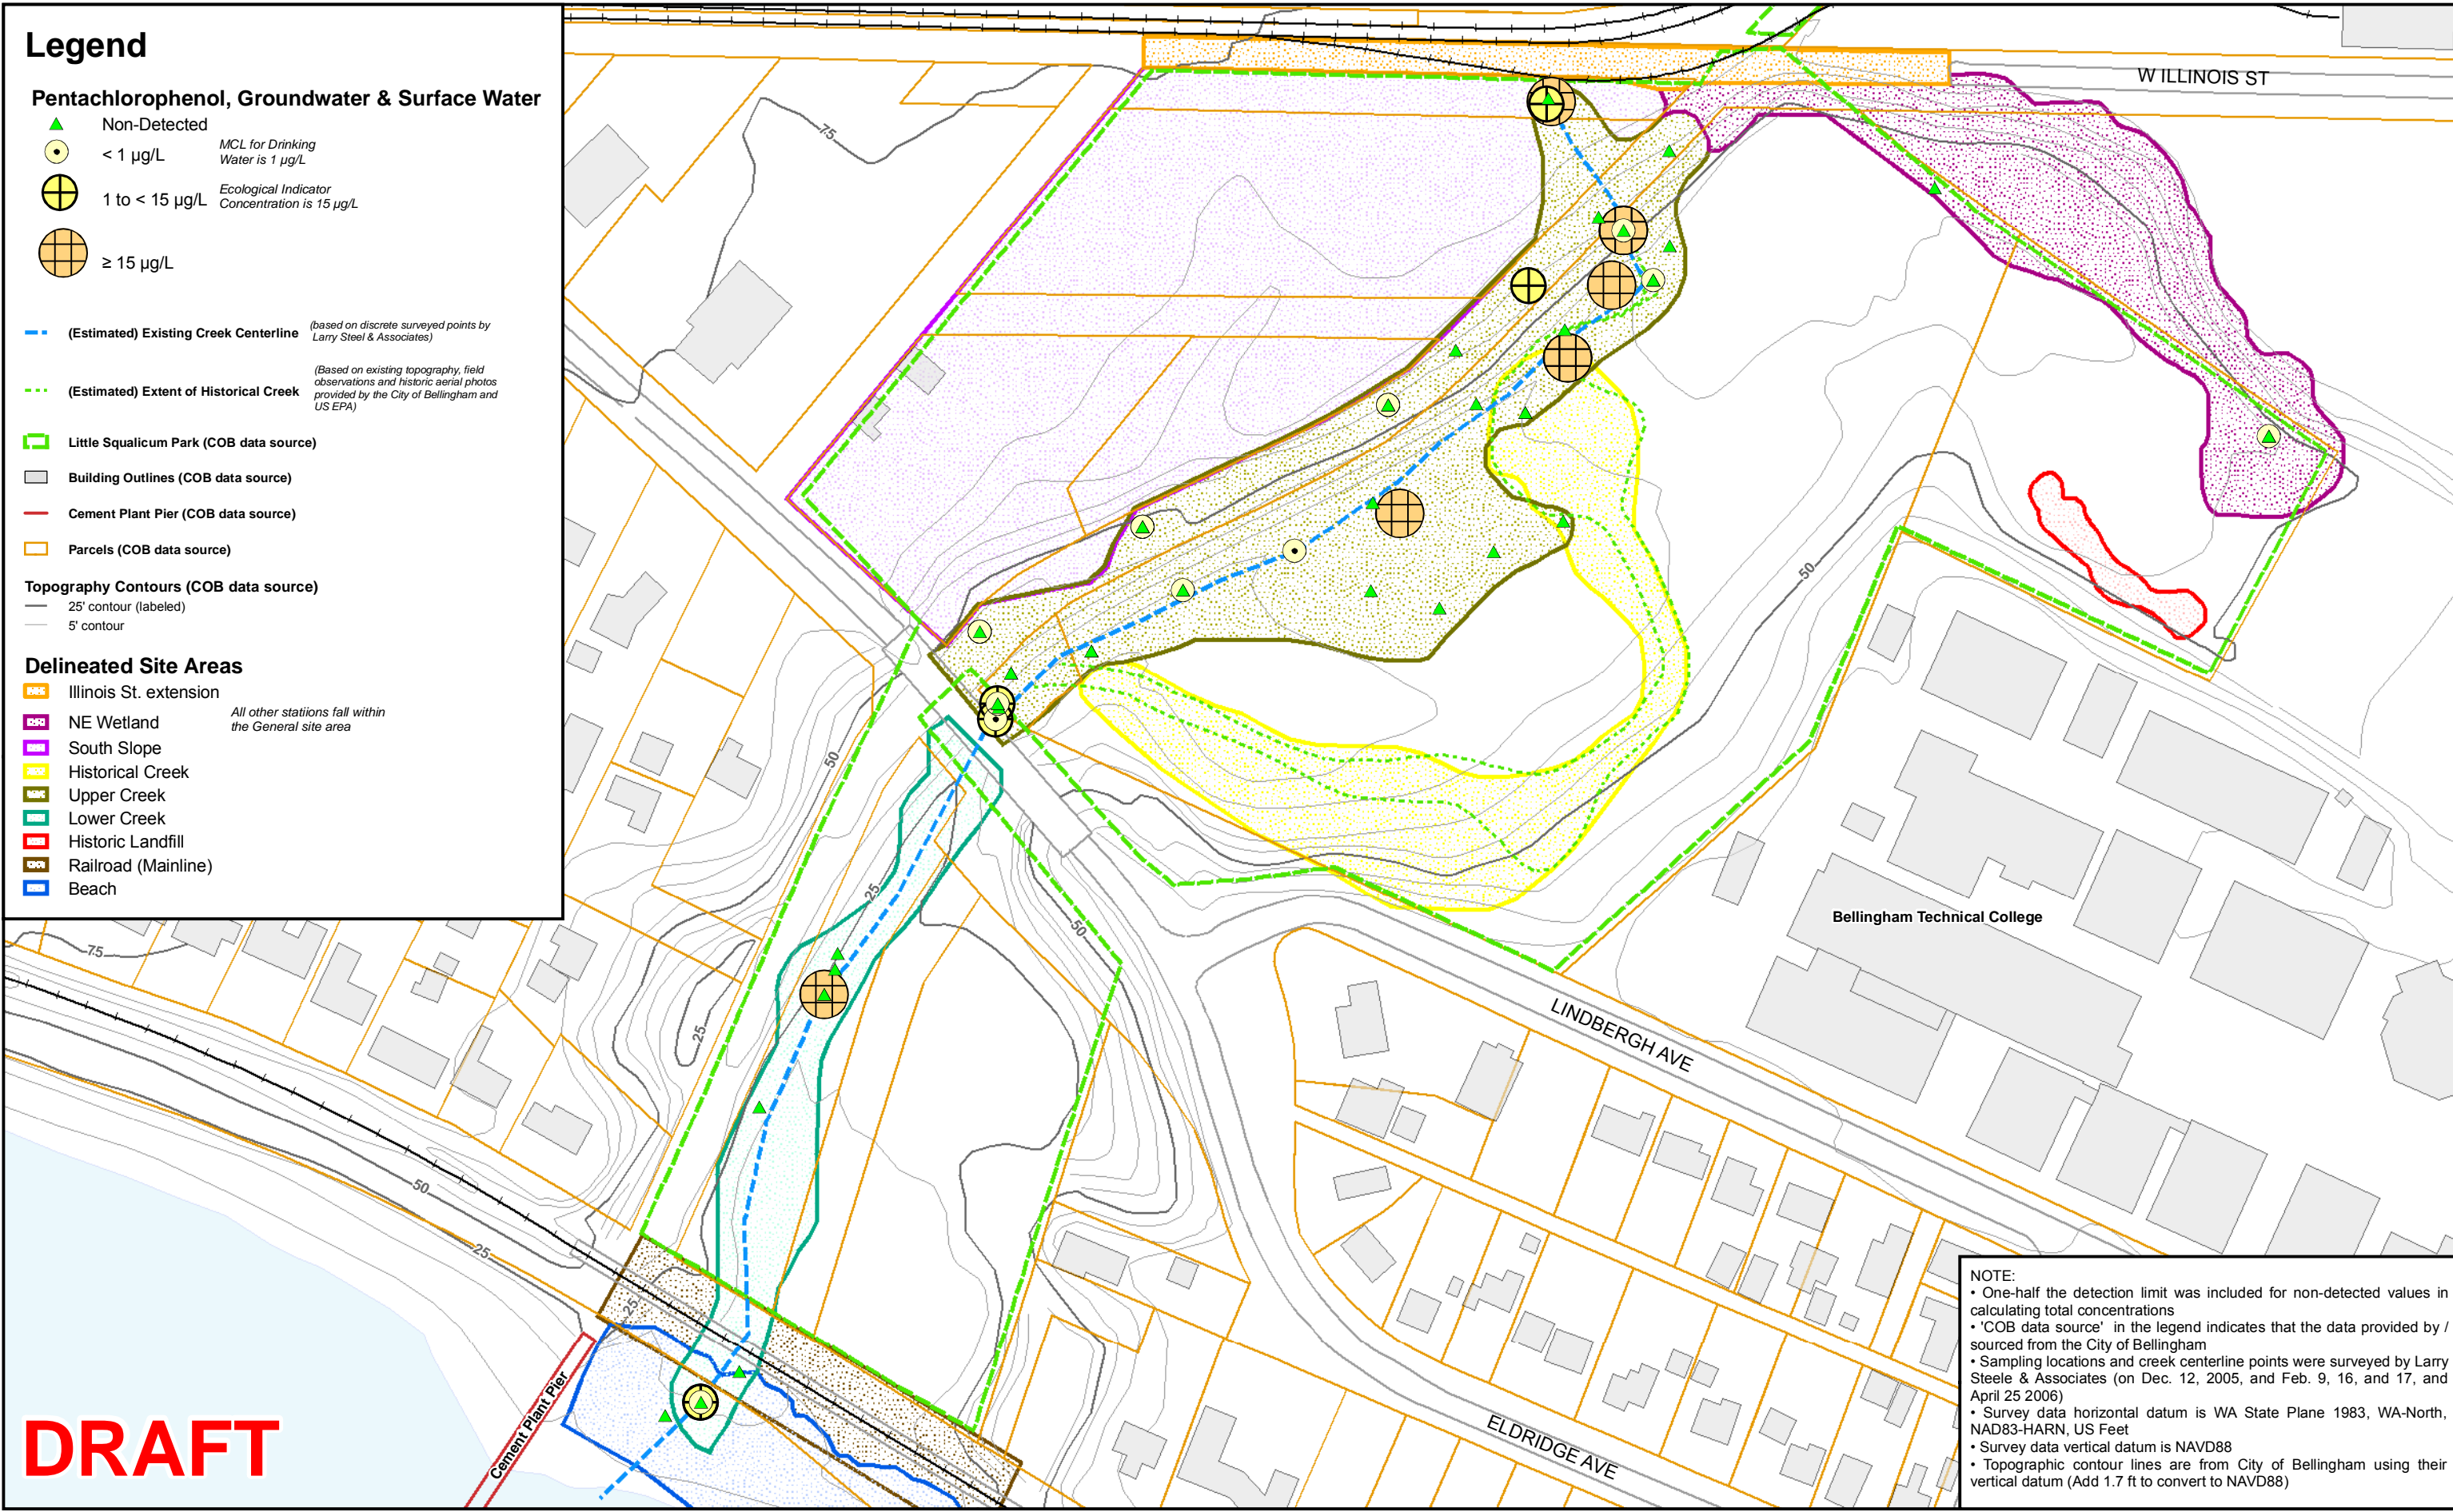 Legend
Pentachlorophenol, Groundwater & Surface Water
Non-Detected
< 1 µg/L
MCL for Drinking
Water is 1 µg/L
1 to < 15 µg/L
Ecological Indicator
Concentration is 15 µg/L
≥ 15 µg/L
(Estimated) Existing Creek Centerline
(based on discrete surveyed points by
Larry Steel & Associates)
(Estimated) Extent of Historical Creek
(Based on existing topography, field
observations and historic aerial photos
provided by the City of Bellingham and
US EPA)
Little Squalicum Park (COB data source)
Building Outlines (COB data source)
Cement Plant Pier (COB data source)
Parcels (COB data source)
Topography Contours (COB data source)
25' contour (labeled)
5' contour
Delineated Site Areas
Illinois St. extension
NE Wetland
All other statiions fall within
the General site area
South Slope
Historical Creek
Upper Creek
Lower Creek
Historic Landfill
Railroad (Mainline)
Beach
W ILLINOIS ST
75
50
50
25
50
25
75
50
25
25
Bellingham Technical College
LINDBERGH AVE
ELDRIDGE AVE
Cement Plant Pier
DRAFT
NOTE:
• One-half the detection limit was included for non-detected values in
calculating total concentrations
• 'COB data source' in the legend indicates that the data provided by /
sourced from the City of Bellingham
• Sampling locations and creek centerline points were surveyed by Larry
Steele & Associates (on Dec. 12, 2005, and Feb. 9, 16, and 17, and
April 25 2006)
• Survey data horizontal datum is WA State Plane 1983, WA-North,
NAD83-HARN, US Feet
• Survey data vertical datum is NAVD88
• Topographic contour lines are from City of Bellingham using their
vertical datum (Add 1.7 ft to convert to NAVD88)